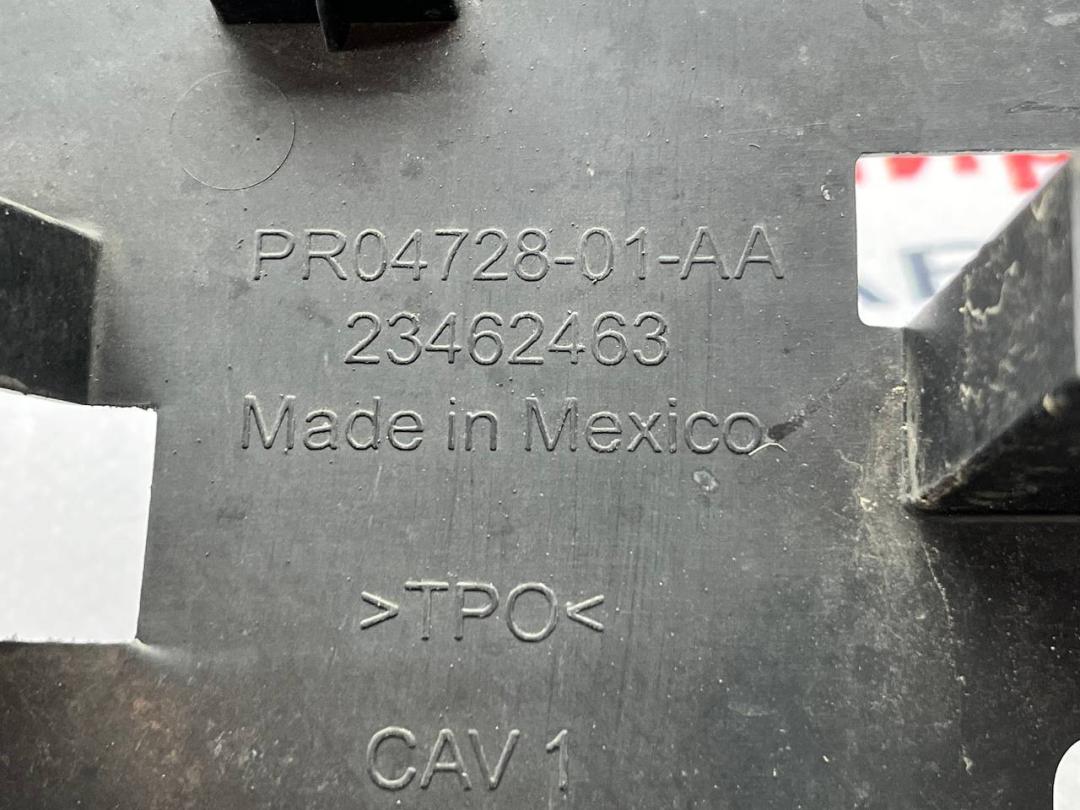 PR04728-01-AA
23462463
Made in Mexico
>TPO<
CAV 1